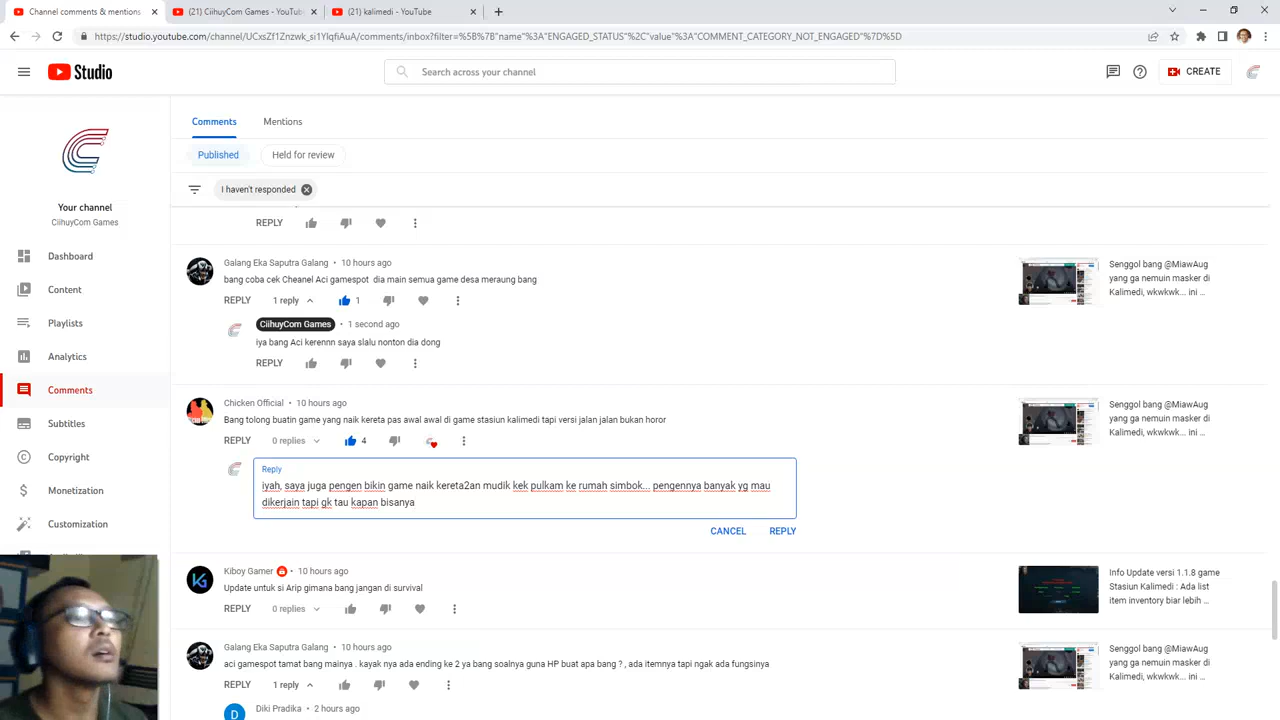 Channel comments & mentions
(21) CiihuyCom Games - YouTub
(21) kalimedi - YouTube
https://studio.youtube.com/channel/UCxsZf1Znzwk_si1YlqfiAuA/comments/inbox?filter=%5B%7B"name"%3A"ENGAGED_STATUS"%2C"value"%3A"COMMENT_CATEGORY_NOT_ENGAGED"%7D%5D
Studio
Search across your channel
CREATE
Your channel
CiihuyCom Games
Dashboard
Content
Playlists
Analytics
Comments
Subtitles
Copyright
Monetization
Customization
Comments
Mentions
Published
Held for review
I haven't responded
REPLY
Galang Eka Saputra Galang • 10 hours ago
bang coba cek Cheanel Aci gamespot dia main semua game desa meraung bang
REPLY 1 reply 1
CiihuyCom Games • 1 second ago
iya bang Aci kerennn saya slalu nonton dia dong
REPLY
Senggol bang @MiawAug
yang ga nemuin masker di
Kalimedi, wkwkwk... ini ...
Chicken Official • 10 hours ago
Bang tolong buatin game yang naik kereta pas awal awal di game stasiun kalimedi tapi versi jalan jalan bukan horor
REPLY 0 replies 4
Reply
iyah, saya juga pengen bikin game naik kereta2an mudik kek pulkam ke rumah simbok... pengennya banyak yg mau
dikerjain tapi gk tau kapan bisanya
CANCEL REPLY
Senggol bang @MiawAug
yang ga nemuin masker di
Kalimedi, wkwkwk... ini ...
Kiboy Gamer • 10 hours ago
Update untuk si Arip gimana bang jangan di survival
REPLY 0 replies
Info Update versi 1.1.8 game
Stasiun Kalimedi : Ada list
item inventory biar lebih ...
Galang Eka Saputra Galang • 10 hours ago
aci gamespot tamat bang mainya . kayak nya ada ending ke 2 ya bang soalnya guna HP buat apa bang ? , ada itemnya tapi ngak ada fungsinya
REPLY 1 reply
Senggol bang @MiawAug
yang ga nemuin masker di
Kalimedi, wkwkwk... ini ...
D
Diki Pradika • 2 hours ago